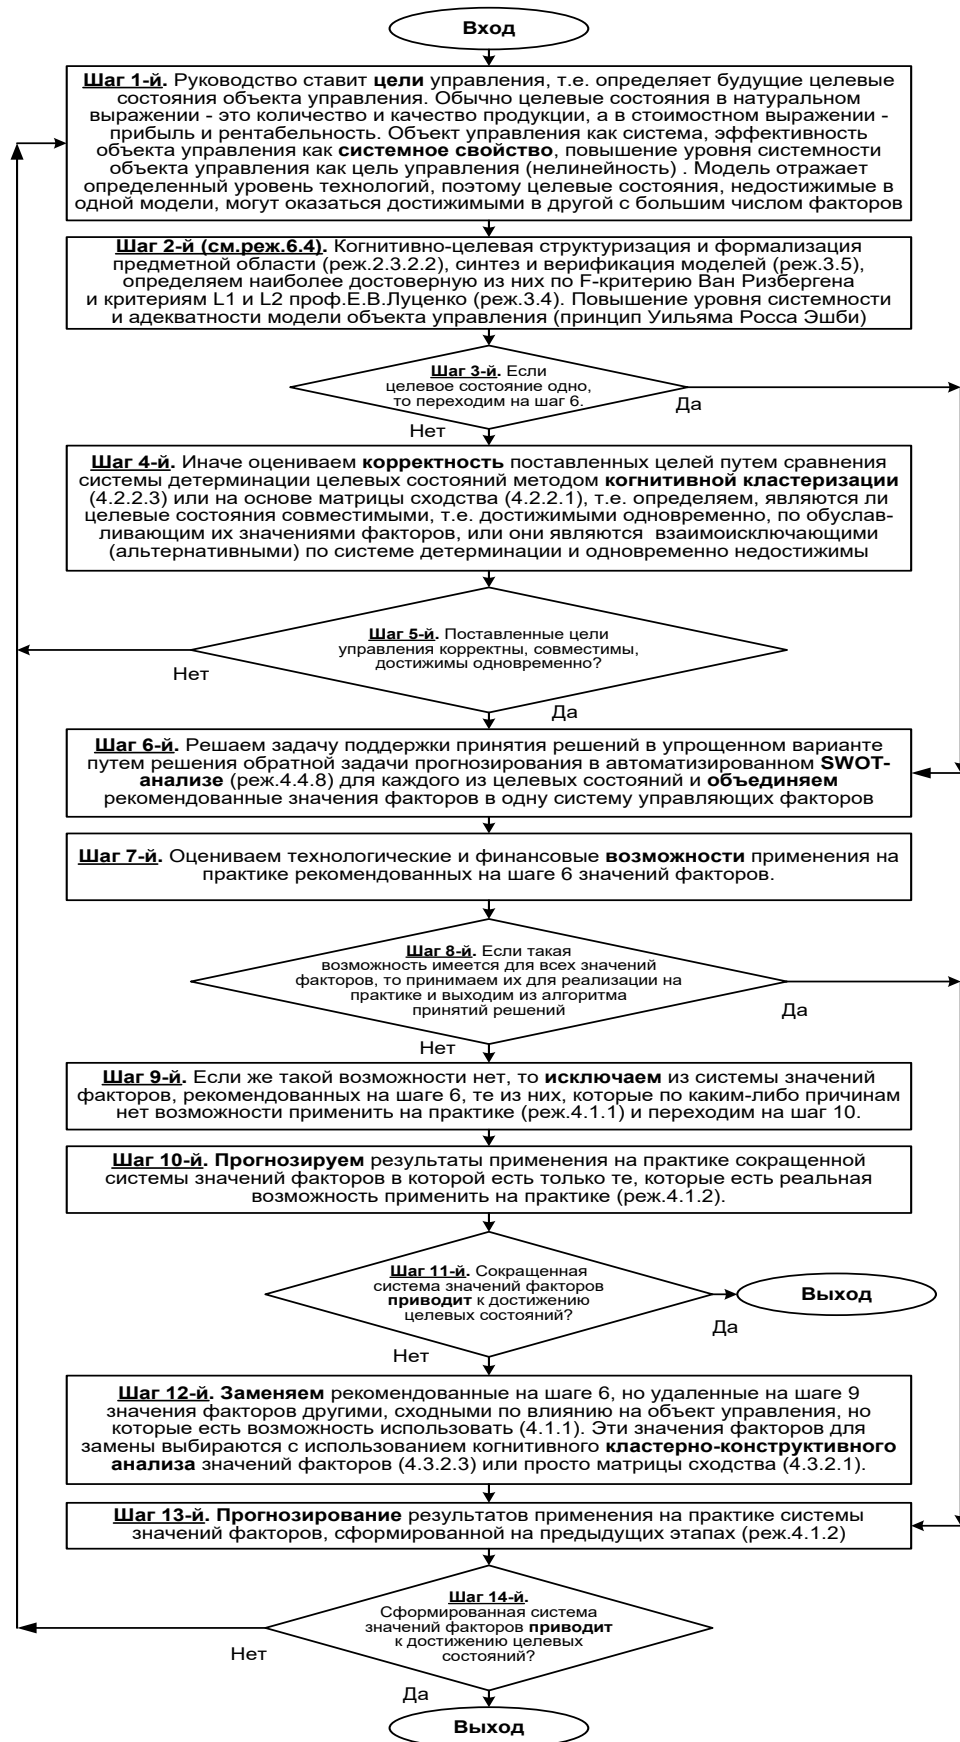 Вход
Шаг 1-й. Руководство ставит цели управления, т.е. определяет будущие целевые
состояния объекта управления. Обычно целевые состояния в натуральном
выражении - это количество и качество продукции, а в стоимостном выражении -
прибыль и рентабельность. Объект управления как система, эффективность
объекта управления как системное свойство, повышение уровня системности
объекта управления как цель управления (нелинейность) . Модель отражает
определенный уровень технологий, поэтому целевые состояния, недостижимые в
одной модели, могут оказаться достижимыми в другой с большим числом факторов
Шаг 2-й (см.реж.6.4). Когнитивно-целевая структуризация и формализация
предметной области (реж.2.3.2.2), синтез и верификация моделей (реж.3.5),
определяем наиболее достоверную из них по F-критерию Ван Ризбергена
и критериям L1 и L2 проф.Е.В.Луценко (реж.3.4). Повышение уровня системности
и адекватности модели объекта управления (принцип Уильяма Росса Эшби)
Шаг 3-й. Если
целевое состояние одно,
то переходим на шаг 6.
Да
Нет
Шаг 4-й. Иначе оцениваем корректность поставленных целей путем сравнения
системы детерминации целевых состояний методом когнитивной кластеризации
(4.2.2.3) или на основе матрицы сходства (4.2.2.1), т.е. определяем, являются ли
целевые состояния совместимыми, т.е. достижимыми одновременно, по обуслав-
ливающим их значениями факторов, или они являются взаимоисключающими
(альтернативными) по системе детерминации и одновременно недостижимы
Шаг 5-й. Поставленные цели
управления корректны, совместимы,
достижимы одновременно?
Нет
Да
Шаг 6-й. Решаем задачу поддержки принятия решений в упрощенном варианте
путем решения обратной задачи прогнозирования в автоматизированном SWOT-
анализе (реж.4.4.8) для каждого из целевых состояний и объединяем
рекомендованные значения факторов в одну систему управляющих факторов
Шаг 7-й. Оцениваем технологические и финансовые возможности применения на
практике рекомендованных на шаге 6 значений факторов.
Шаг 8-й. Если такая
возможность имеется для всех значений
факторов, то принимаем их для реализации на
практике и выходим из алгоритма
принятий решений
Да
Нет
Шаг 9-й. Если же такой возможности нет, то исключаем из системы значений
факторов, рекомендованных на шаге 6, те из них, которые по каким-либо причинам
нет возможности применить на практике (реж.4.1.1) и переходим на шаг 10.
Шаг 10-й. Прогнозируем результаты применения на практике сокращенной
системы значений факторов в которой есть только те, которые есть реальная
возможность применить на практике (реж.4.1.2).
Шаг 11-й. Сокращенная
система значений факторов
приводит к достижению
целевых состояний?
Выход
Да
Нет
Шаг 12-й. Заменяем рекомендованные на шаге 6, но удаленные на шаге 9
значения факторов другими, сходными по влиянию на объект управления, но
которые есть возможность использовать (4.1.1). Эти значения факторов для
замены выбираются с использованием когнитивного кластерно-конструктивного
анализа значений факторов (4.3.2.3) или просто матрицы сходства (4.3.2.1).
Шаг 13-й. Прогнозирование результатов применения на практике системы
значений факторов, сформированной на предыдущих этапах (реж.4.1.2)
Шаг 14-й.
Сформированная система
значений факторов приводит
к достижению целевых
состояний?
Нет
Да
Выход